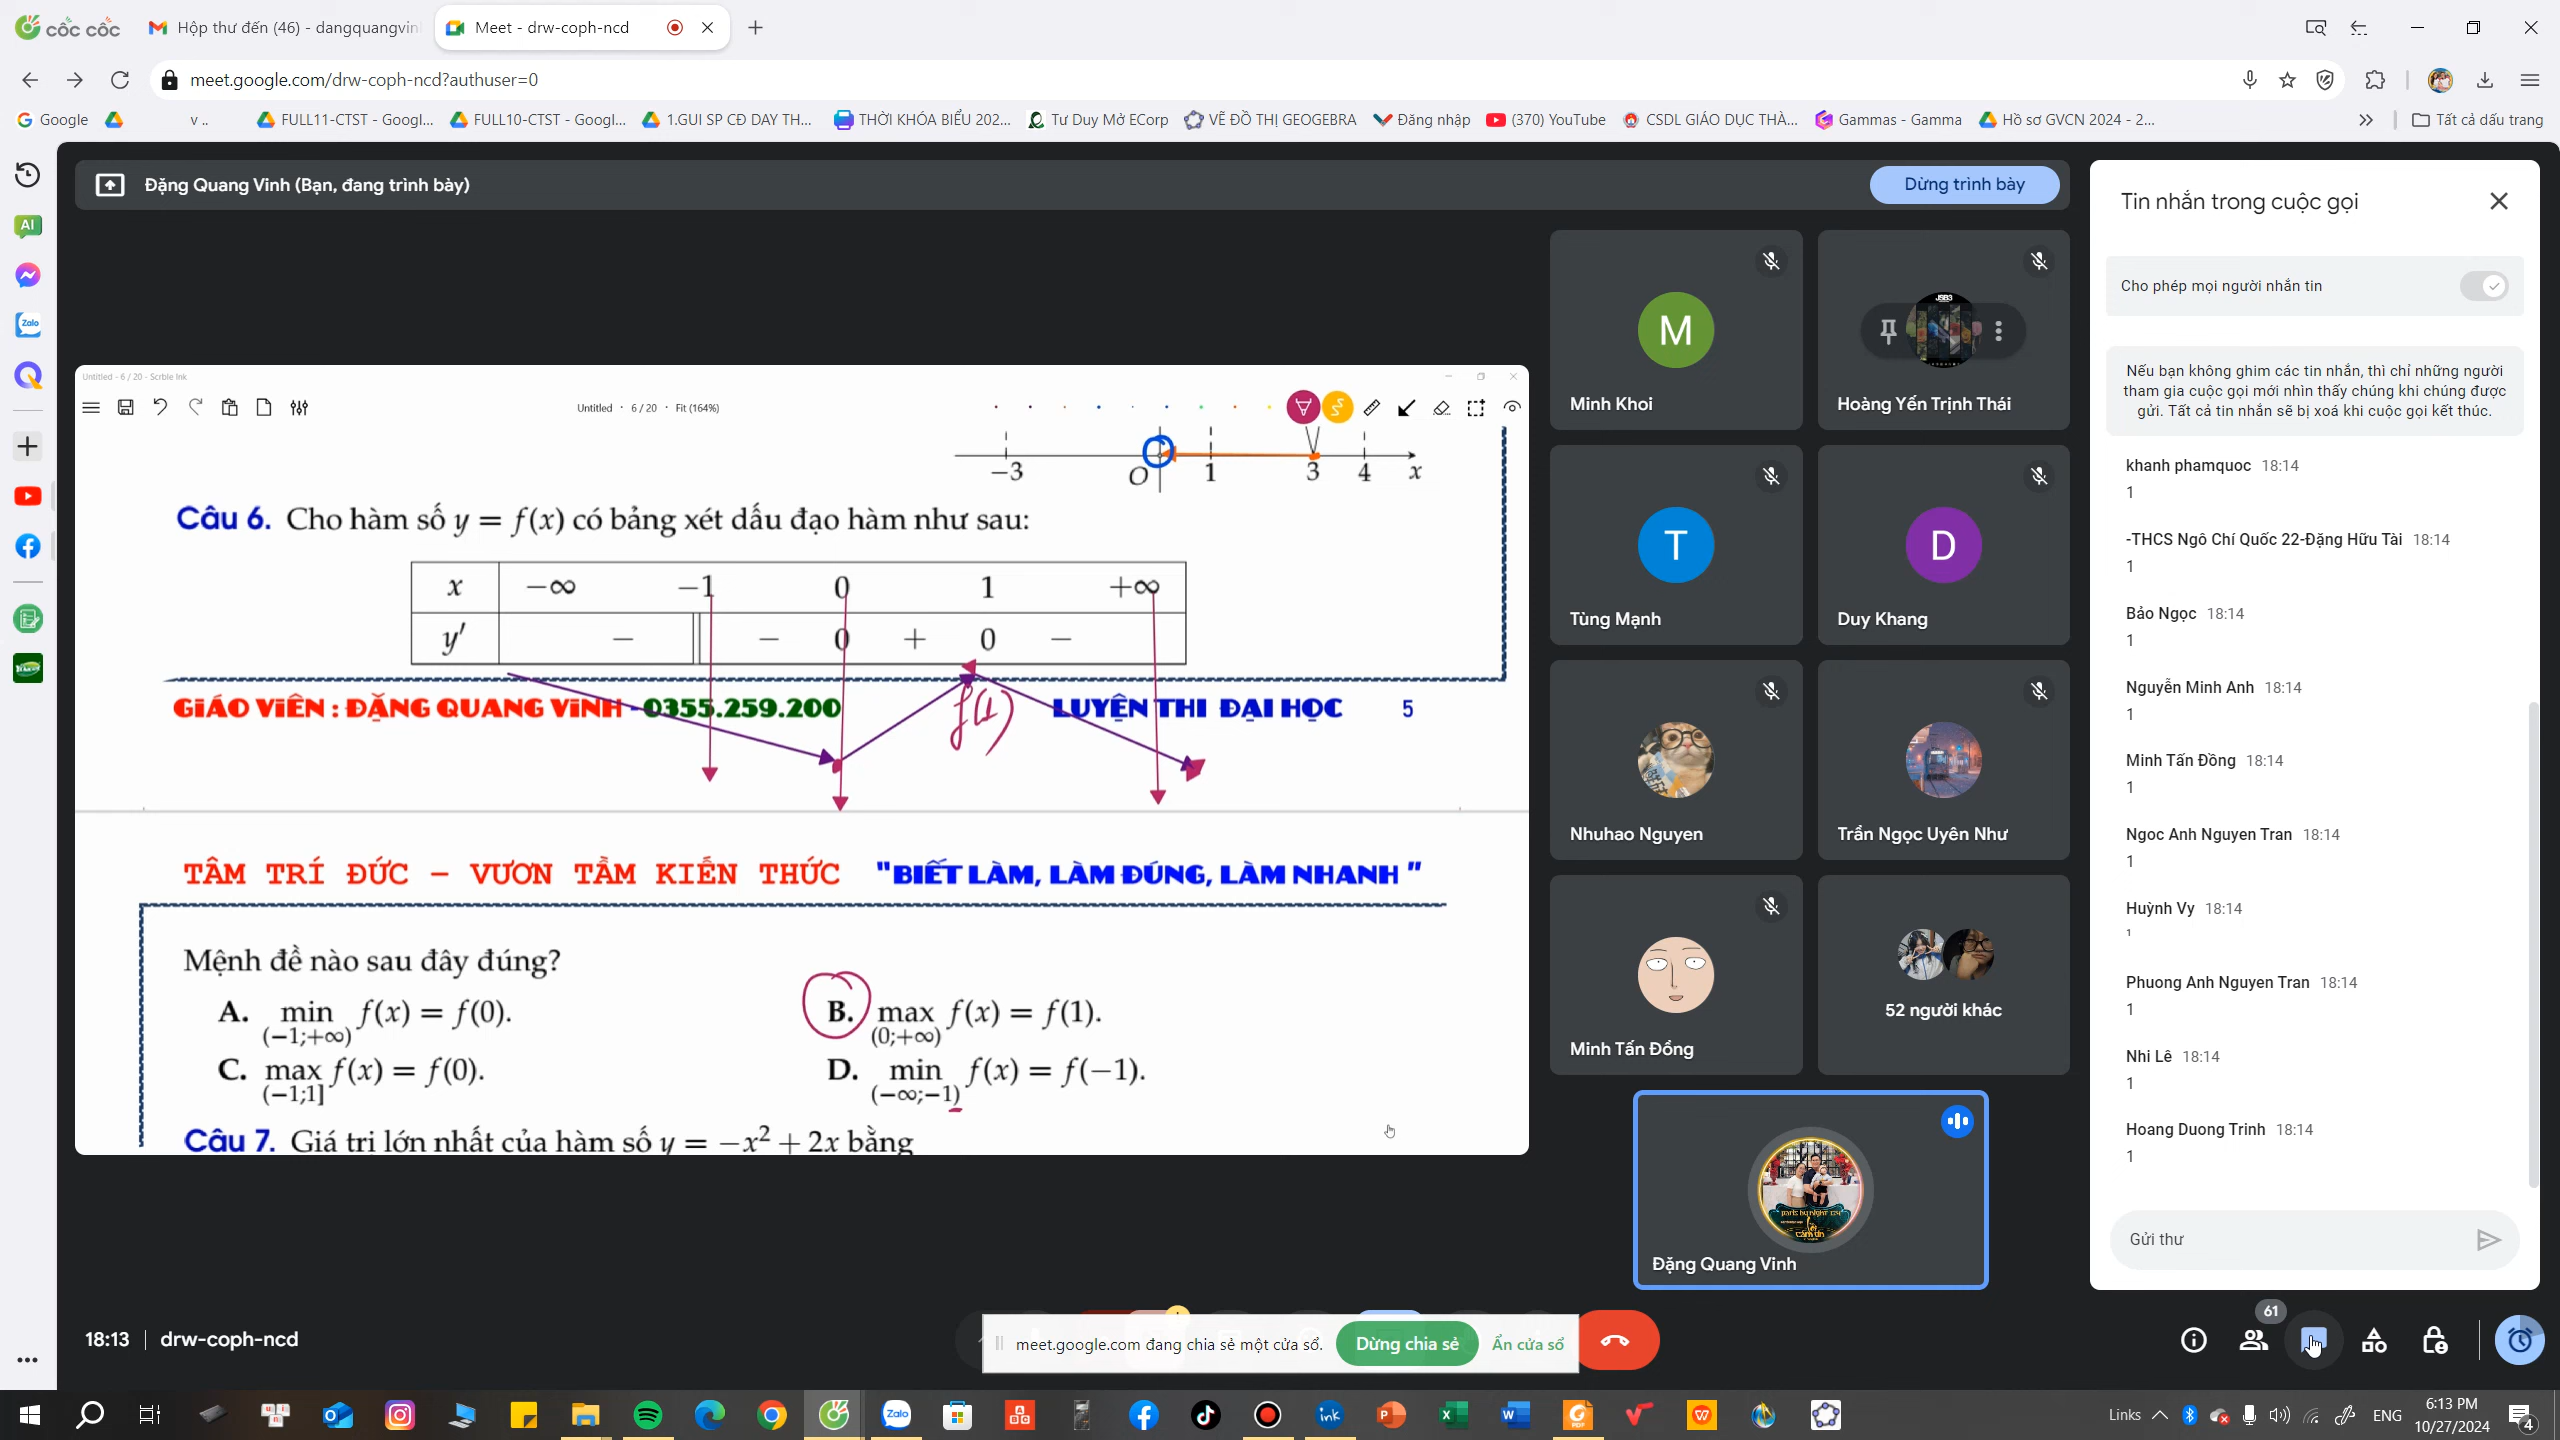 cốc cốc
Hộp thư đến (46) - dangquangvin
Meet - drw-coph-ncd
meet.google.com/drw-coph-ncd?authuser=0
Google
v ..
FULL11-CTST - Googl...
FULL10-CTST - Googl...
1.GUI SP CĐ DAY TH...
THỜI KHÓA BIỂU 202...
Tư Duy Mở ECorp
VẼ ĐỒ THỊ GEOGEBRA
Đăng nhập
(370) YouTube
CSDL GIÁO DỤC THÀ...
Gammas - Gamma
Hồ sơ GVCN 2024 - 2...
Tất cả dấu trang
Đặng Quang Vinh (Bạn, đang trình bày)
Dừng trình bày
Untitled - 6 / 20 - Scrble Ink
Untitled · 6 / 20 · Fit (164%)
−3 O 1 3 4 x
Câu 6. Cho hàm số y = f(x) có bảng xét dấu đạo hàm như sau:
x −∞ −1 0 1 +∞
y′ − − 0 + 0 −
GIÁO VIÊN : ĐẶNG QUANG VINH - 0355.259.200
f(1)
LUYỆN THI ĐẠI HỌC 5
TÂM TRÍ ĐỨC – VƯƠN TẦM KIẾN THỨC "BIẾT LÀM, LÀM ĐÚNG, LÀM NHANH "
Mệnh đề nào sau đây đúng?
A. min f(x) = f(0).
(−1;+∞)
B. max f(x) = f(1).
(0;+∞)
C. max f(x) = f(0).
(−1;1]
D. min f(x) = f(−1).
(−∞;−1)
Câu 7. Giá trị lớn nhất của hàm số y = −x² + 2x bằng
M
Minh Khoi
Hoàng Yến Trịnh Thái
T
Tùng Mạnh
D
Duy Khang
Nhuhao Nguyen
Trần Ngọc Uyên Như
Minh Tấn Đồng
52 người khác
Đặng Quang Vinh
Tin nhắn trong cuộc gọi
Cho phép mọi người nhắn tin
Nếu bạn không ghim các tin nhắn, thì chỉ những người
tham gia cuộc gọi mới nhìn thấy chúng khi chúng được
gửi. Tất cả tin nhắn sẽ bị xoá khi cuộc gọi kết thúc.
khanh phamquoc 18:14
1
-THCS Ngô Chí Quốc 22-Đặng Hữu Tài 18:14
1
Bảo Ngọc 18:14
1
Nguyễn Minh Anh 18:14
1
Minh Tấn Đồng 18:14
1
Ngoc Anh Nguyen Tran 18:14
1
Huỳnh Vy 18:14
1
Phuong Anh Nguyen Tran 18:14
1
Nhi Lê 18:14
1
Hoang Duong Trinh 18:14
1
Gửi thư
18:13 | drw-coph-ncd
meet.google.com đang chia sẻ một cửa sổ.
Dừng chia sẻ
Ẩn cửa sổ
61
Links
ENG
6:13 PM
10/27/2024
4